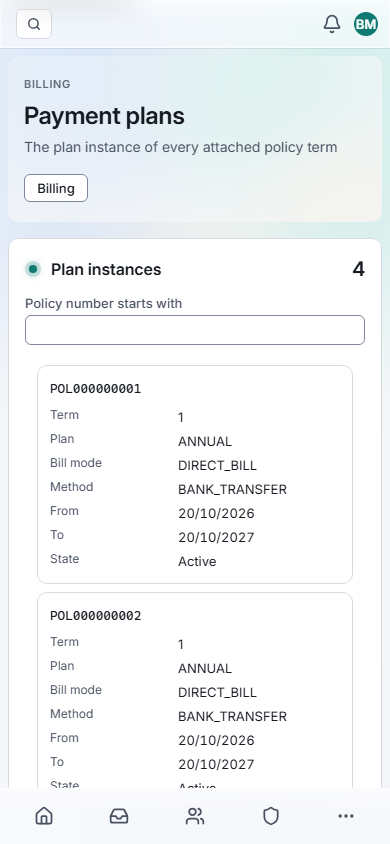 BM
BILLING
Payment plans
The plan instance of every attached policy term
Billing
Plan instances 4
Policy number starts with
POL000000001
Term 1
Plan ANNUAL
Bill mode DIRECT_BILL
Method BANK_TRANSFER
From 20/10/2026
To 20/10/2027
State Active
POL000000002
Term 1
Plan ANNUAL
Bill mode DIRECT_BILL
Method BANK_TRANSFER
From 20/10/2026
To 20/10/2027
State Active